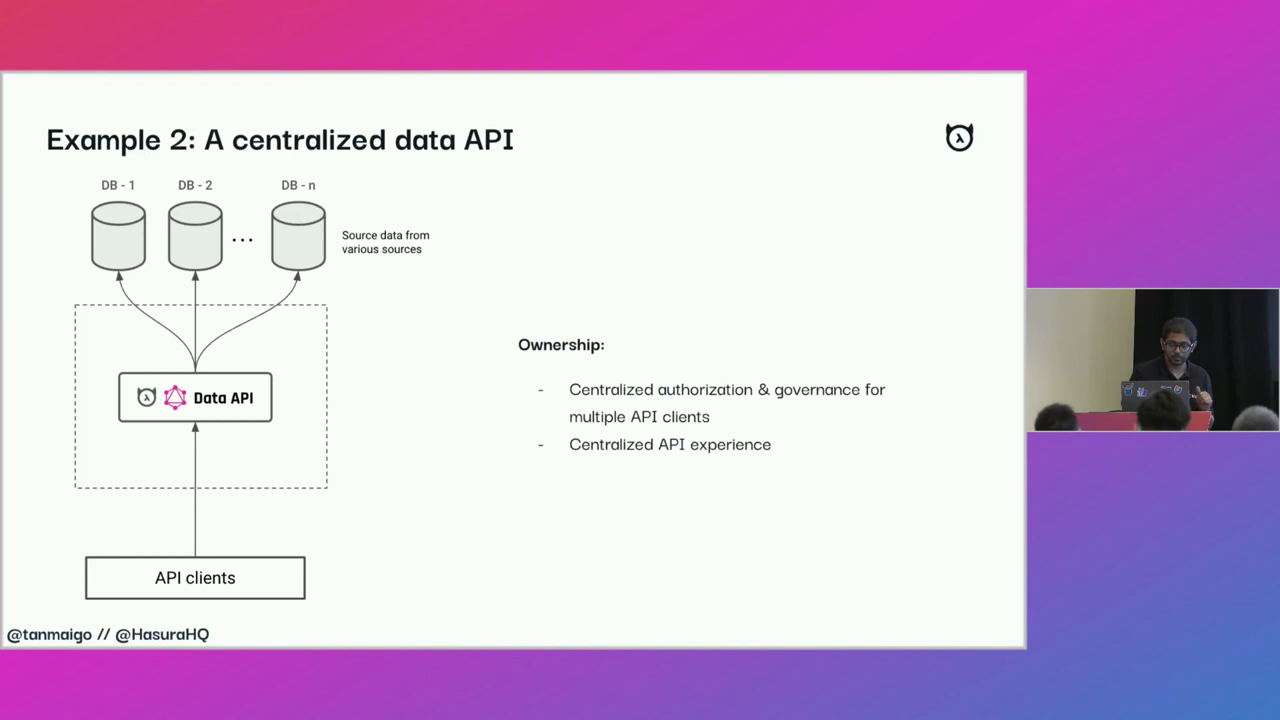 Example 2: A centralized data API
DB - 1
DB - 2
DB - n
...
Source data from
various sources
Data API
API clients
Ownership:
- Centralized authorization & governance for
multiple API clients
- Centralized API experience
@tanmaigo // @HasuraHQ